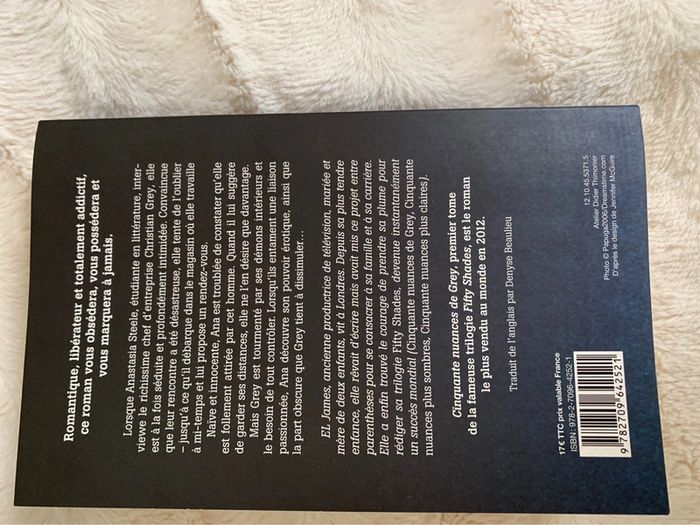 Romantique, libérateur et totalement addictif,
ce roman vous obsédera, vous possédera et
vous marquera à jamais.
Lorsque Anastasia Steele, étudiante en littérature, inter-
viewe le richissime chef d'entreprise Christian Grey, elle
est à la fois séduite et profondément intimidée. Convaincue
que leur rencontre a été désastreuse, elle tente de l'oublier
– jusqu'à ce qu'il débarque dans le magasin où elle travaille
à mi-temps et lui propose un rendez-vous.
Naïve et innocente, Ana est troublée de constater qu'elle
est follement attirée par cet homme. Quand il lui suggère
de garder ses distances, elle ne l'en désire que davantage.
Mais Grey est tourmenté par ses démons intérieurs et
le besoin de tout contrôler. Lorsqu'ils entament une liaison
passionnée, Ana découvre son pouvoir érotique, ainsi que
la part obscure que Grey tient à dissimuler…
EL James, ancienne productrice de télévision, mariée et
mère de deux enfants, vit à Londres. Depuis sa plus tendre
enfance, elle rêvait d'écrire mais avait mis ce projet entre
parenthèses pour se consacrer à sa famille et à sa carrière.
Elle a enfin trouvé le courage de prendre sa plume pour
rédiger sa trilogie Fifty Shades, devenue instantanément
un succès mondial (Cinquante nuances de Grey, Cinquante
nuances plus sombres, Cinquante nuances plus claires).
Cinquante nuances de Grey, premier tome
de la fameuse trilogie Fifty Shades, est le roman
le plus vendu au monde en 2012.
Traduit de l'anglais par Denyse Beaulieu
17 € TTC prix valable France
ISBN: 978-2-7096-4252-1
9 782709 642521
12.10.45.5371.5
Atelier Didier Thimonier
Photo © Papuga2006/Dreamstime.com
D'après le design de Jennifer McGuire